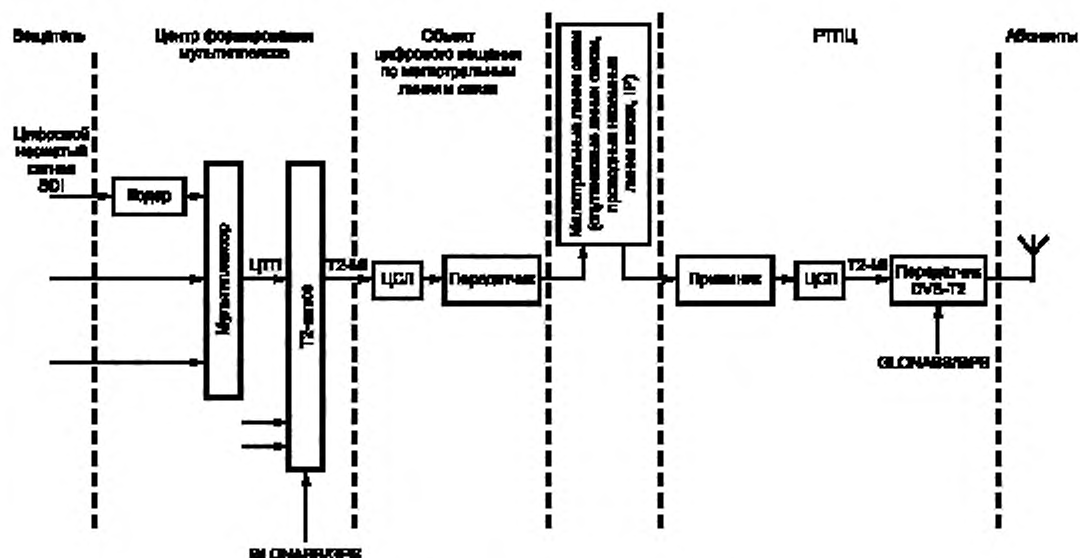 Вещатель
Центр формирования
мультиплексов
Объект
цифрового вещания
по магистральным
линиям связи
Магистральные линии связи
(спутниковые линии связи,
проводные наземные
линии связи, IP)
РТПЦ
Абоненты
Цифровой
несжатый
сигнал
SDI
Кодер
Мультиплексор
ЦТП
T2-шлюз
T2-MI
ЦСЛ
Передатчик
Приемник
ЦСЛ
T2-MI
Передатчик
DVB-T2
GLONASS/GPS
GLONASS/GPS